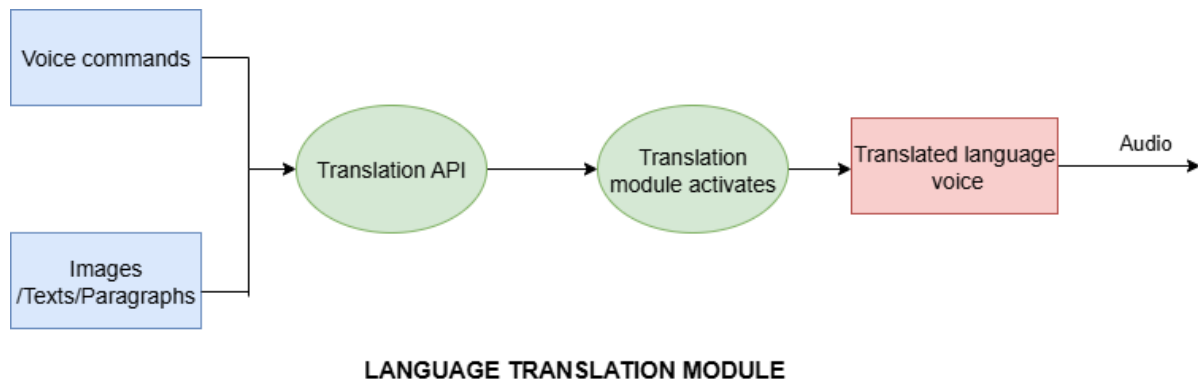 Voice commands
Images
/Texts/Paragraphs
Translation API
Translation
module activates
Translated language
voice
Audio
LANGUAGE TRANSLATION MODULE